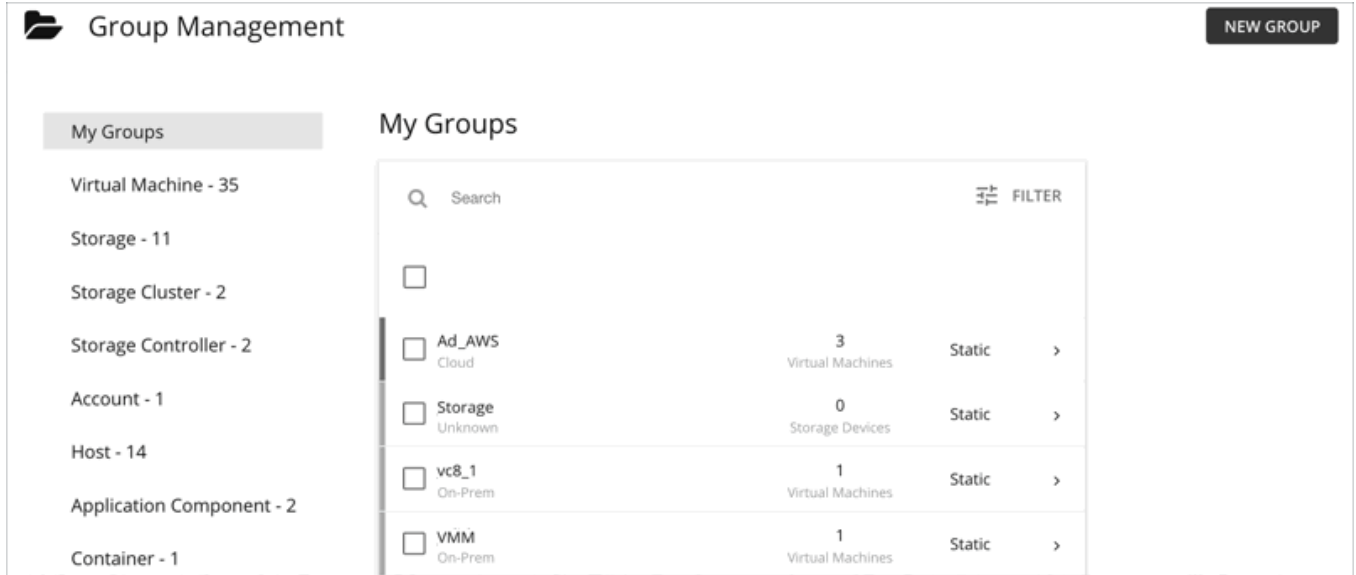 Group Management
NEW GROUP
My Groups
Virtual Machine - 35
Storage - 11
Storage Cluster - 2
Storage Controller - 2
Account - 1
Host - 14
Application Component - 2
Container - 1
My Groups
Search
FILTER
Ad_AWS
Cloud
3
Virtual Machines
Static
Storage
Unknown
0
Storage Devices
Static
vc8_1
On-Prem
1
Virtual Machines
Static
VMM
On-Prem
1
Virtual Machines
Static